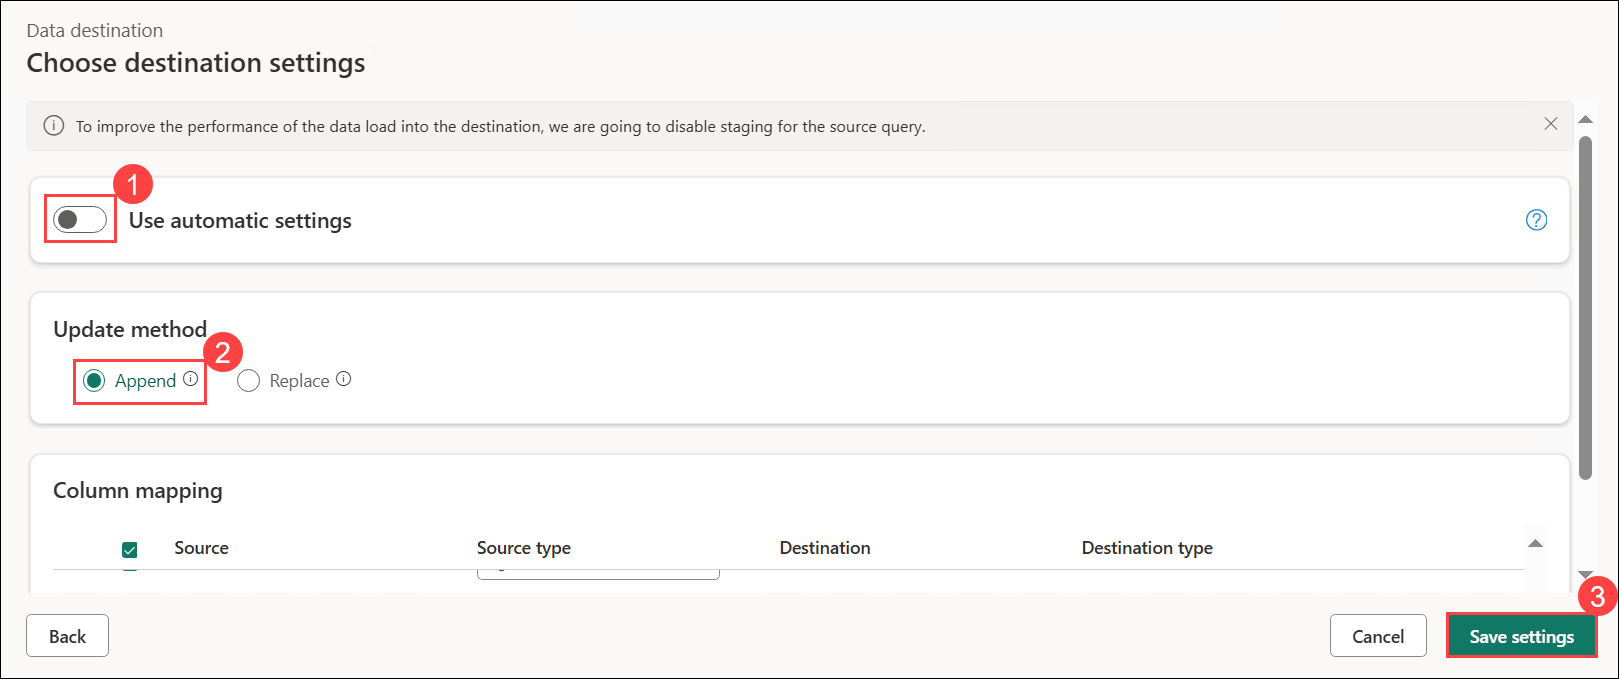 Data destination
Choose destination settings
To improve the performance of the data load into the destination, we are going to disable staging for the source query.
1
Use automatic settings
Update method
2
Append
Replace
Column mapping
Source Source type Destination Destination type
3
Back Cancel Save settings